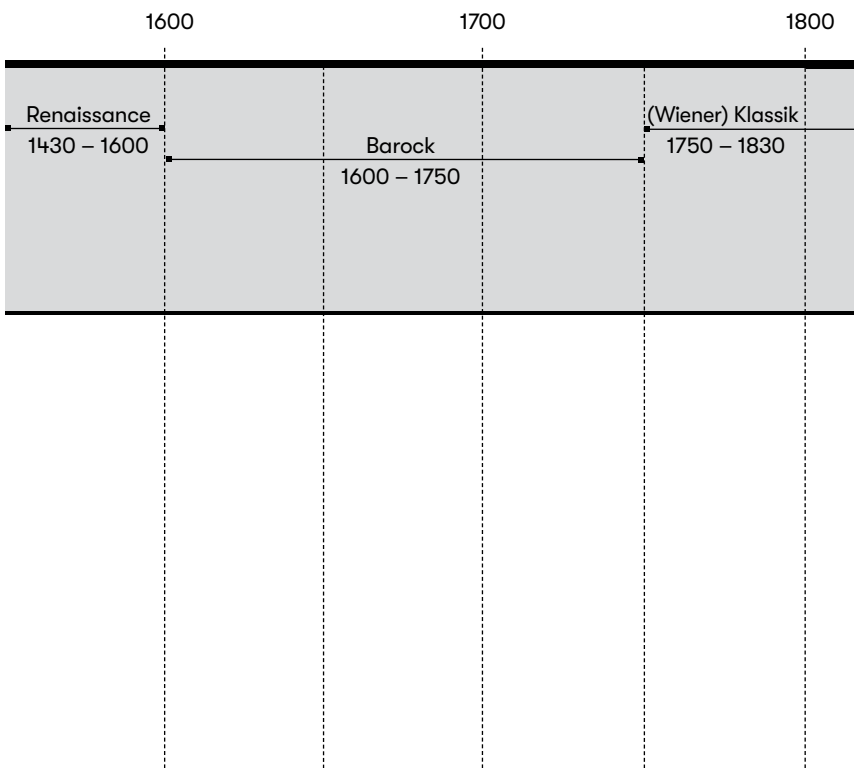 1600 1700 1800
Renaissance
1430 – 1600
Barock
1600 – 1750
(Wiener) Klassik
1750 – 1830